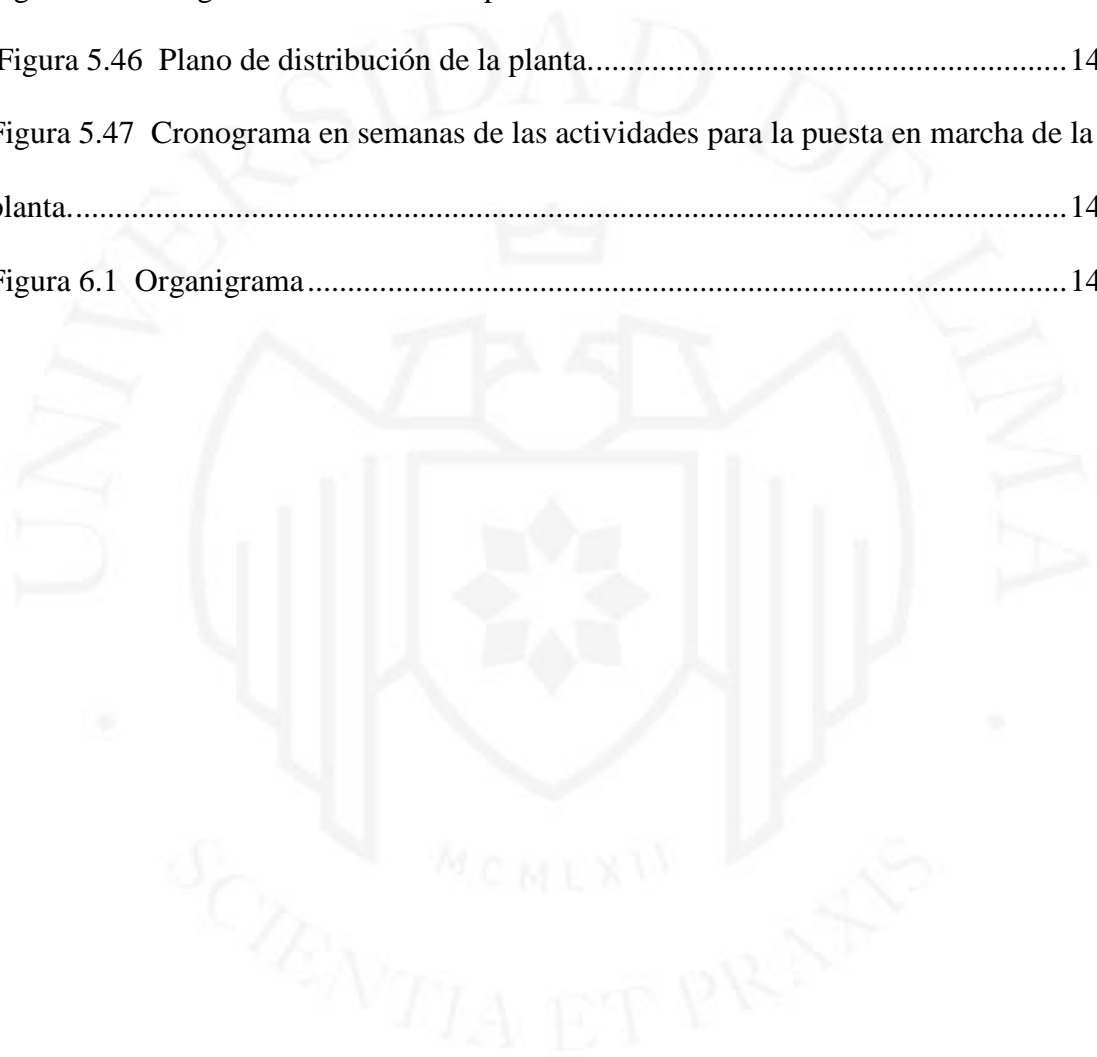 Figura 5.46 Plano de distribución de la planta. ............................................................ 14
Figura 5.47 Cronograma en semanas de las actividades para la puesta en marcha de la
planta. ............................................................ 14
Figura 6.1 Organigrama ............................................................ 14
UNIVERSIDAD DE LIMA
MCMLXII
SCIENTIA ET PRAXIS